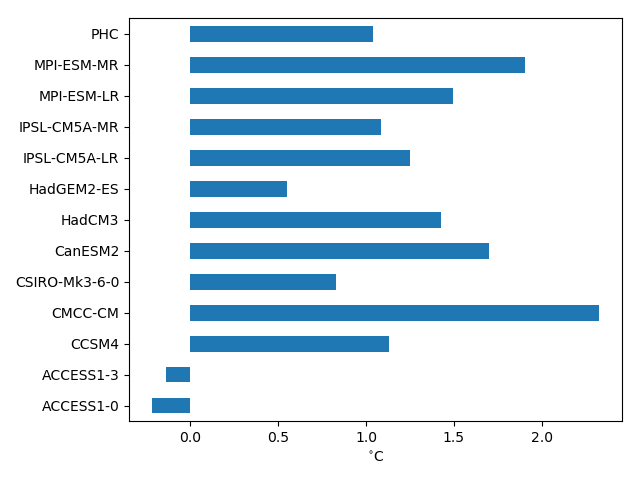 PHC
MPI-ESM-MR
MPI-ESM-LR
IPSL-CM5A-MR
IPSL-CM5A-LR
HadGEM2-ES
HadCM3
CanESM2
CSIRO-Mk3-6-0
CMCC-CM
CCSM4
ACCESS1-3
ACCESS1-0
0.0 0.5 1.0 1.5 2.0
°C